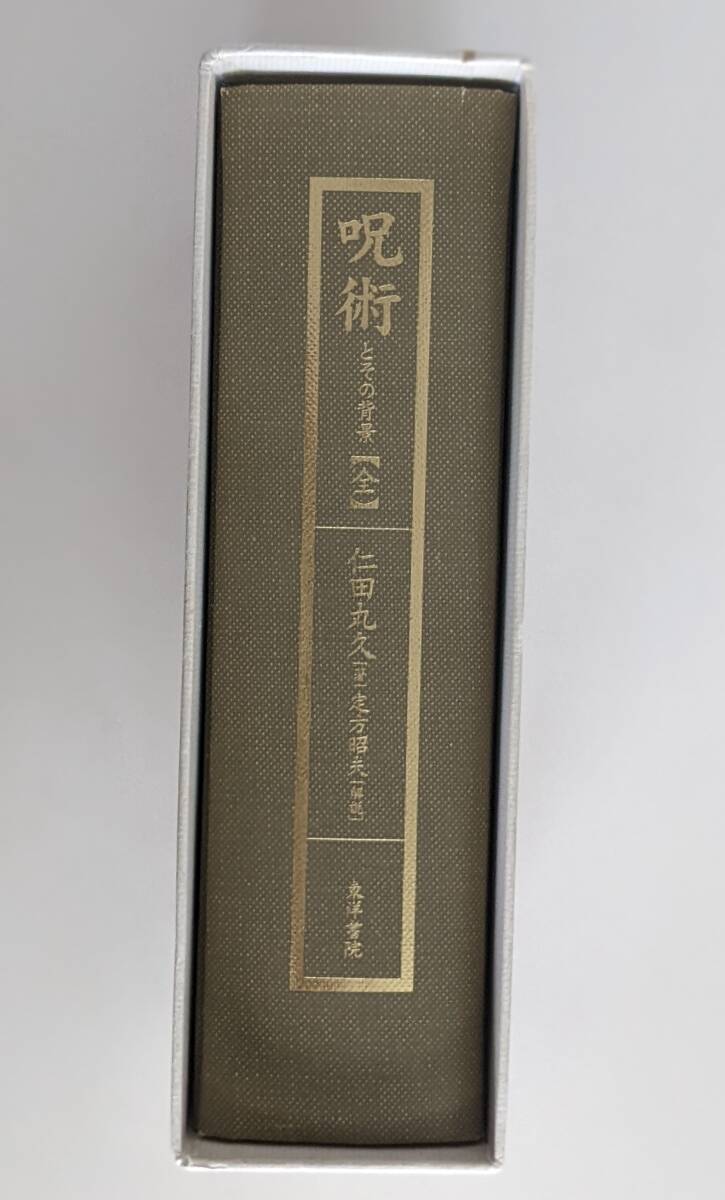 呪術とその背景【全】
仁田丸久［著］定方昭夫［解説］
東洋書院